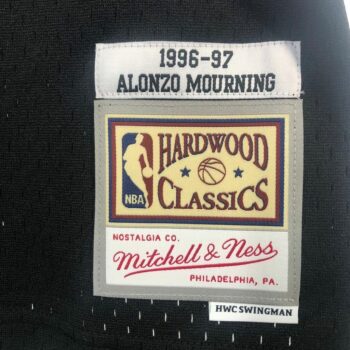 1996-97
ALONZO MOURNING
NBA
HARDWOOD
CLASSICS
NOSTALGIA CO.
Mitchell & Ness
PHILADELPHIA, PA.
HWC SWINGMAN